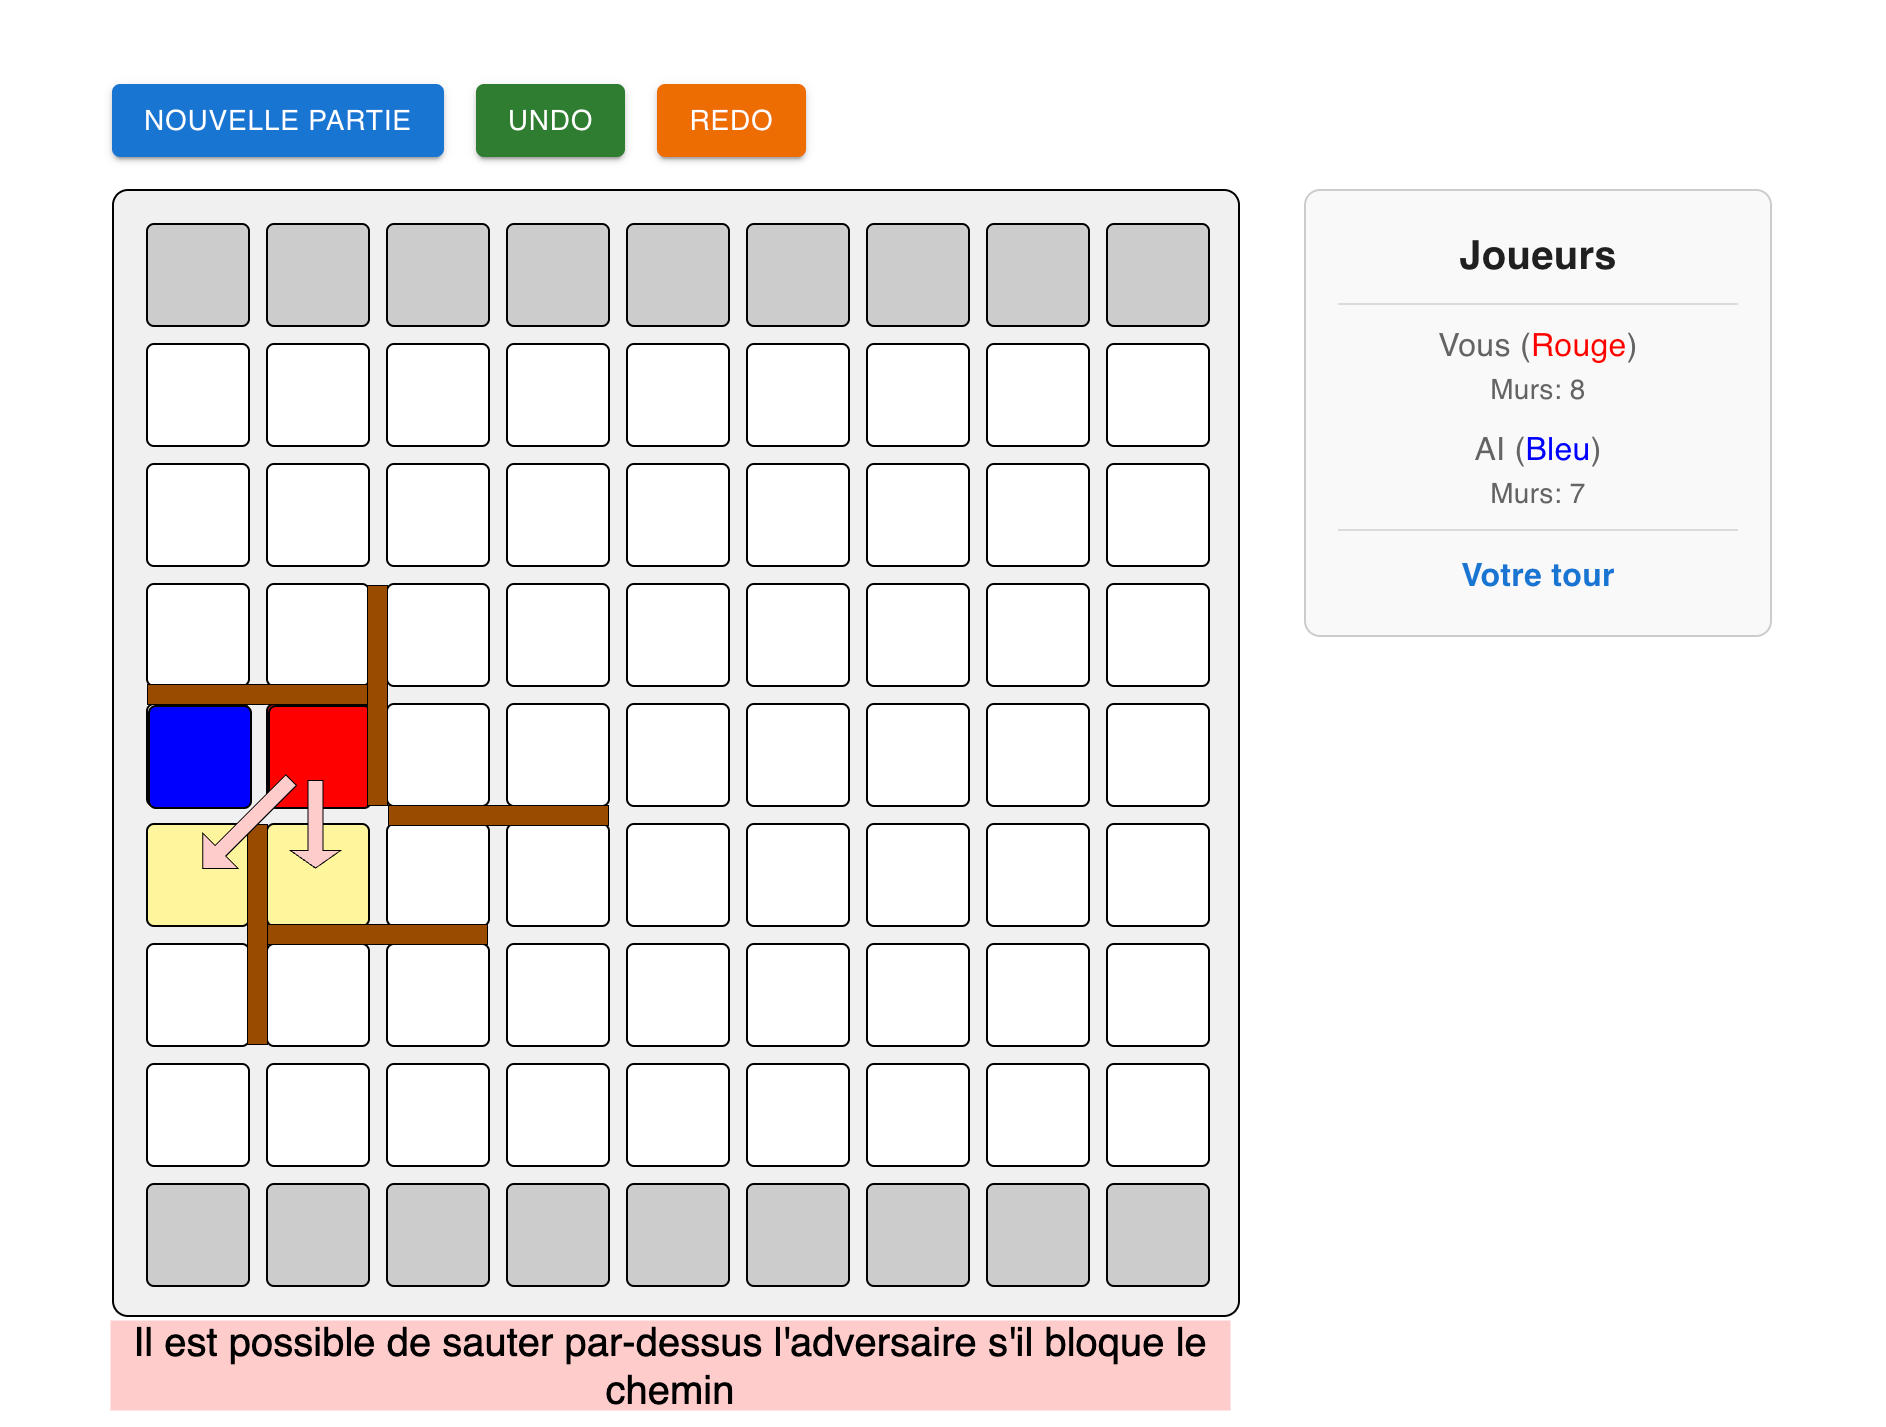 NOUVELLE PARTIE
UNDO
REDO
Joueurs
Vous (Rouge)
Murs: 8
AI (Bleu)
Murs: 7
Votre tour
Il est possible de sauter par-dessus l'adversaire s'il bloque le
chemin